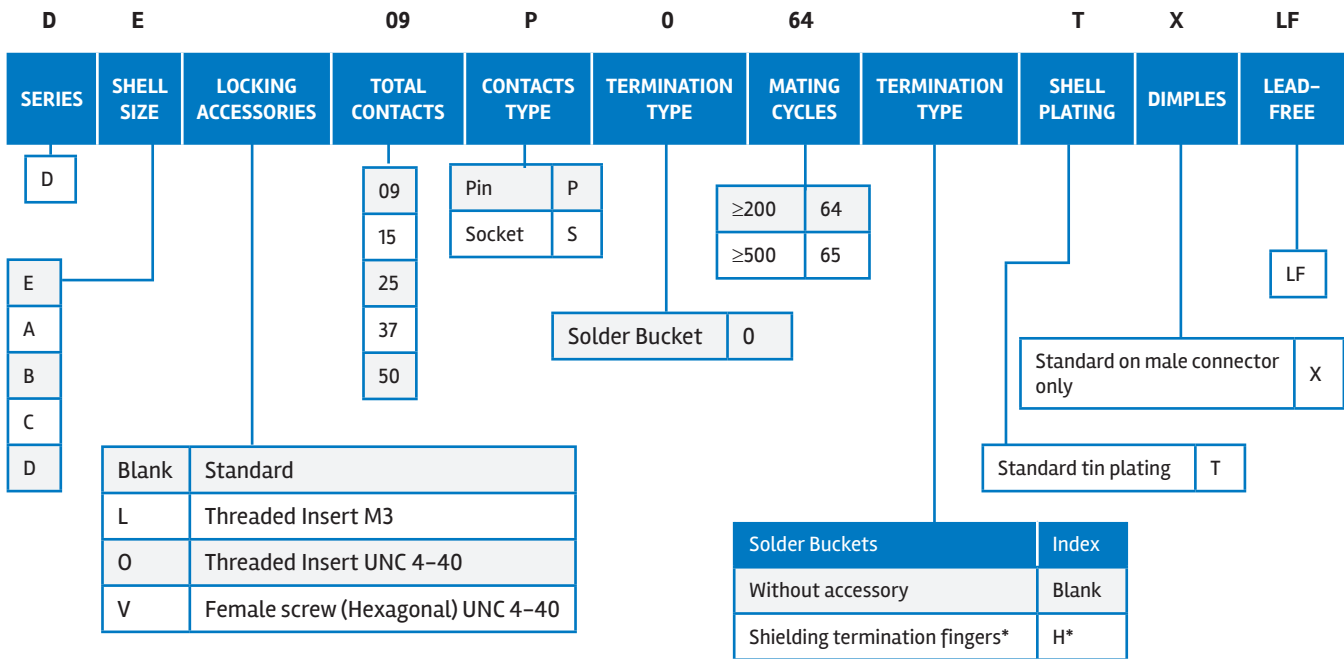 D E 09 P 0 64 T X LF
SERIES SHELL SIZE LOCKING ACCESSORIES TOTAL CONTACTS CONTACTS TYPE TERMINATION TYPE MATING CYCLES TERMINATION TYPE SHELL PLATING DIMPLES LEAD-FREE
D
E
A
B
C
D
Blank Standard
L Threaded Insert M3
O Threaded Insert UNC 4-40
V Female screw (Hexagonal) UNC 4-40
09
15
25
37
50
Pin P
Socket S
Solder Bucket 0
≥200 64
≥500 65
Solder Buckets Index
Without accessory Blank
Shielding termination fingers* H*
Standard tin plating T
Standard on male connector
only
X
LF